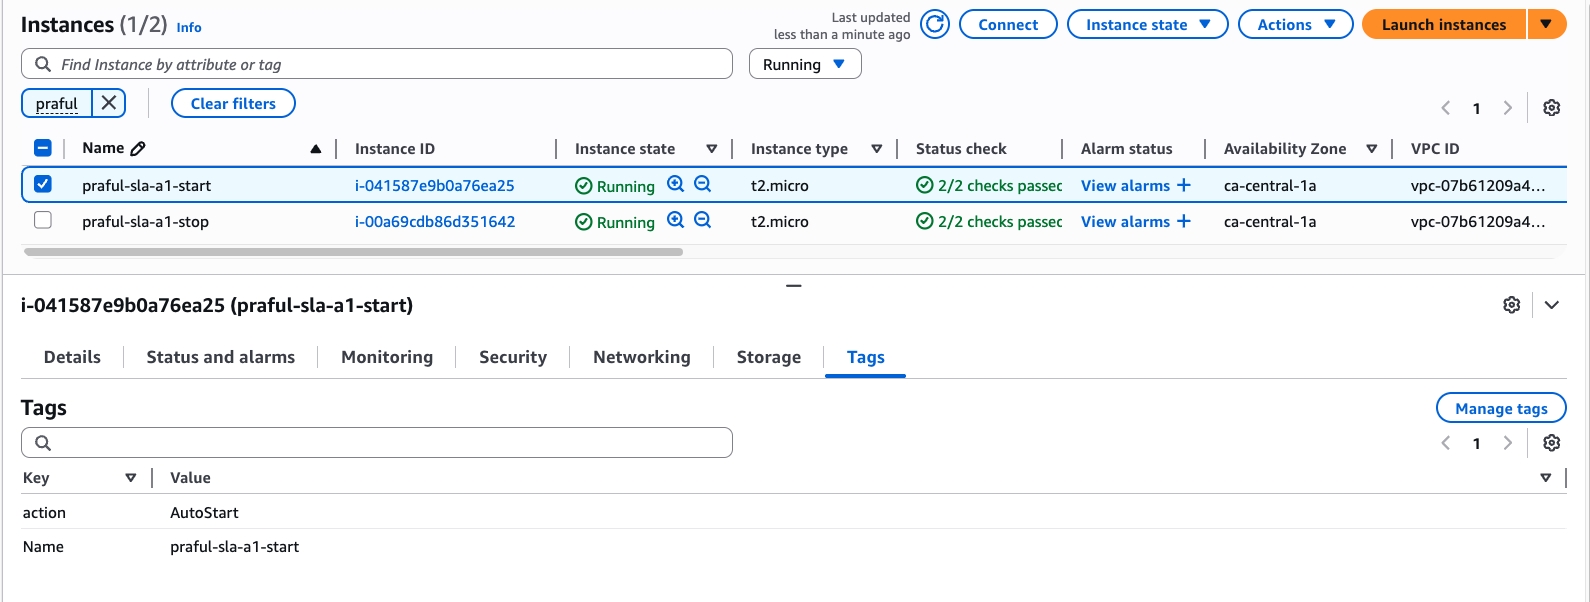 Instances (1/2) Info
Last updated
less than a minute ago
Connect
Instance state
Actions
Launch instances
Find Instance by attribute or tag
Running
praful
Clear filters
1
Name Instance ID Instance state Instance type Status check Alarm status Availability Zone VPC ID
praful-sla-a1-start i-041587e9b0a76ea25 Running t2.micro 2/2 checks passed View alarms + ca-central-1a vpc-07b61209a4...
praful-sla-a1-stop i-00a69cdb86d351642 Running t2.micro 2/2 checks passed View alarms + ca-central-1a vpc-07b61209a4...
i-041587e9b0a76ea25 (praful-sla-a1-start)
Details Status and alarms Monitoring Security Networking Storage Tags
Tags
Manage tags
1
Key Value
action AutoStart
Name praful-sla-a1-start